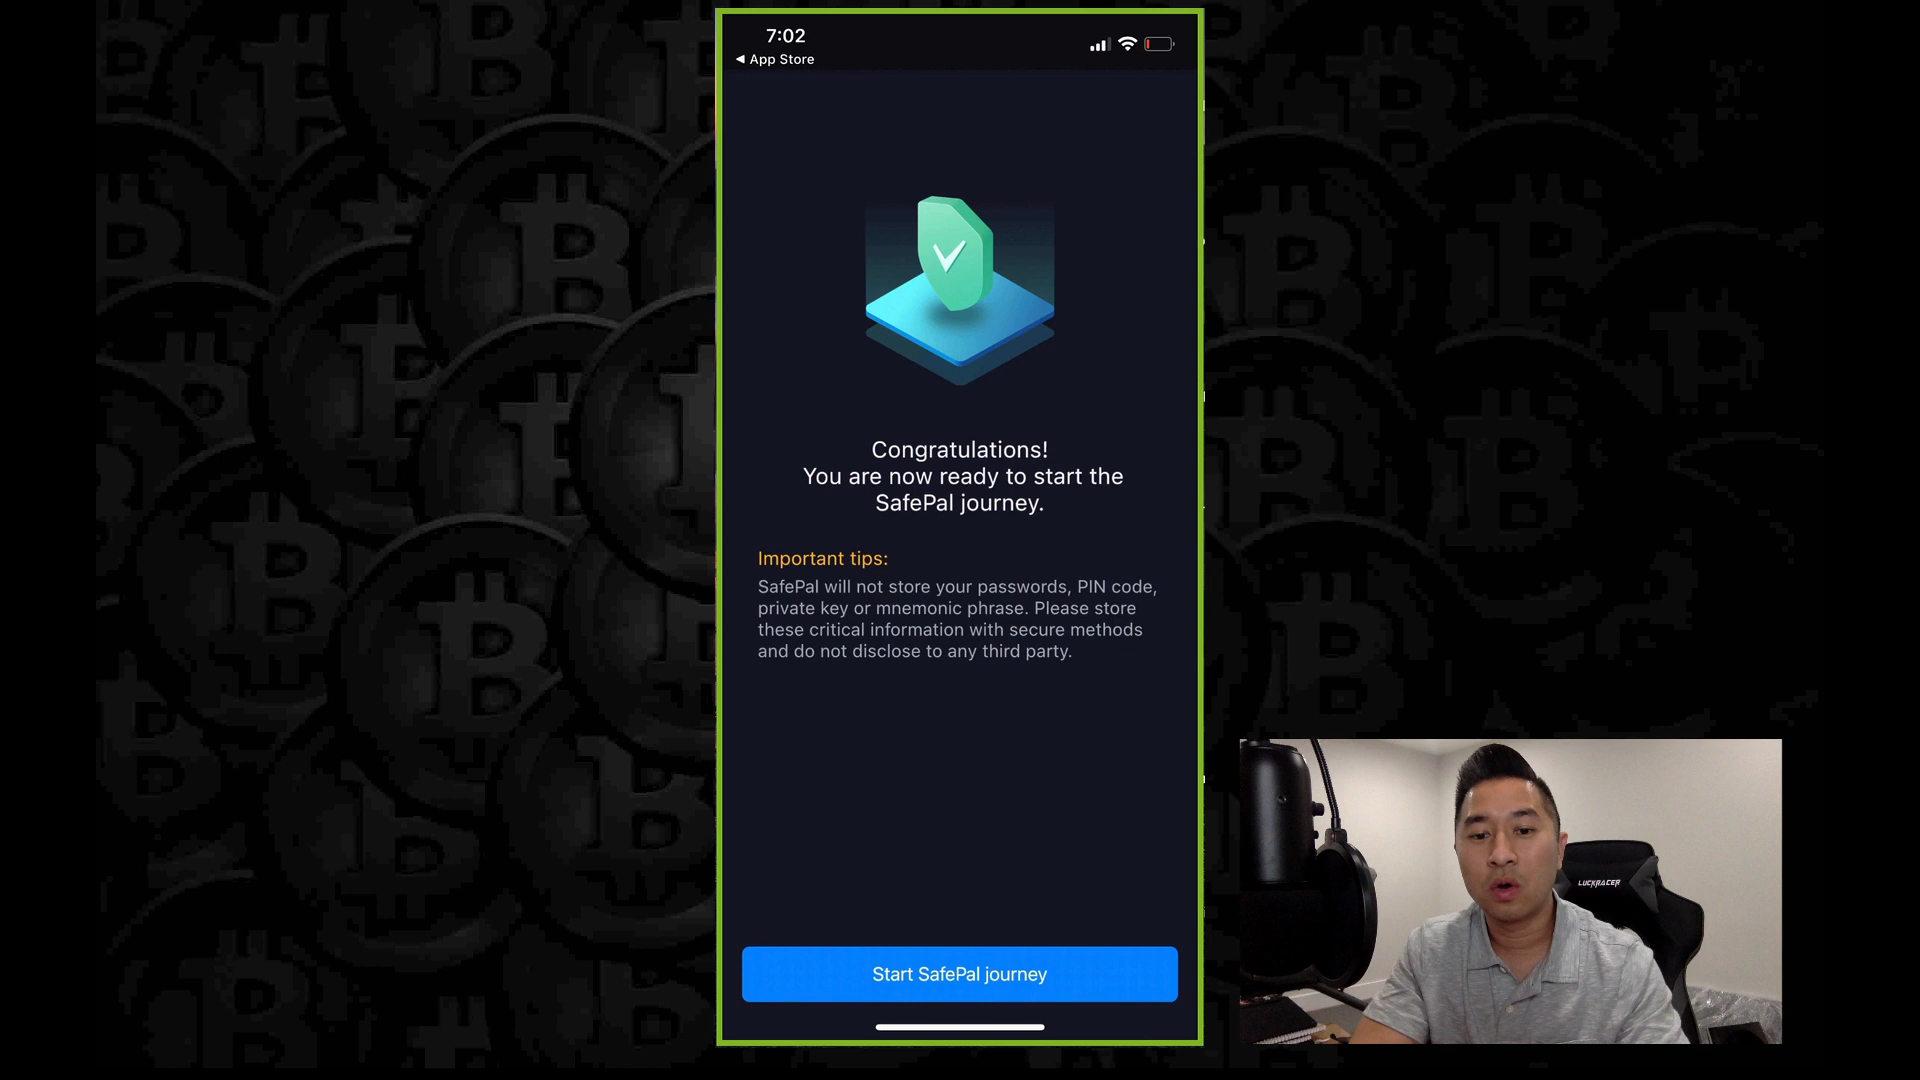 7:02
◀ App Store
Congratulations!
You are now ready to start the
SafePal journey.
Important tips:
SafePal will not store your passwords, PIN code,
private key or mnemonic phrase. Please store
these critical information with secure methods
and do not disclose to any third party.
Start SafePal journey
LUCKRACER